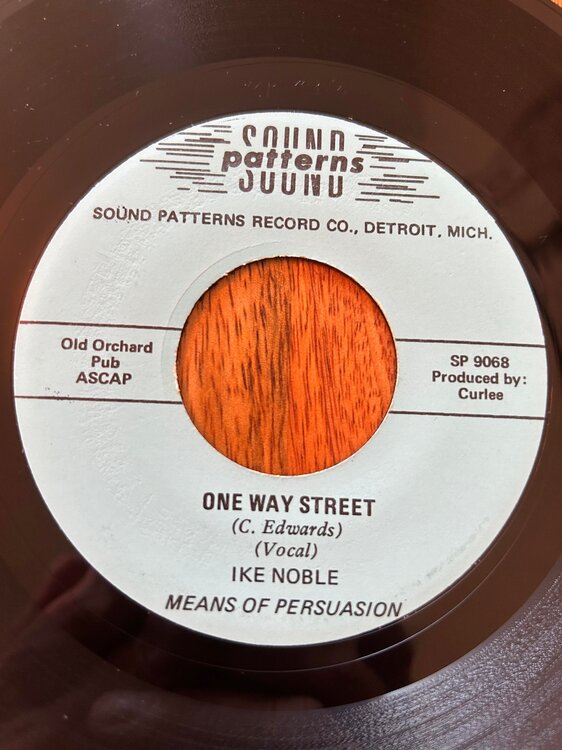 SOUND
patterns
SOUND
SOUND PATTERNS RECORD CO., DETROIT, MICH.
Old Orchard
Pub
ASCAP
SP 9068
Produced by:
Curlee
ONE WAY STREET
(C. Edwards)
(Vocal)
IKE NOBLE
MEANS OF PERSUASION